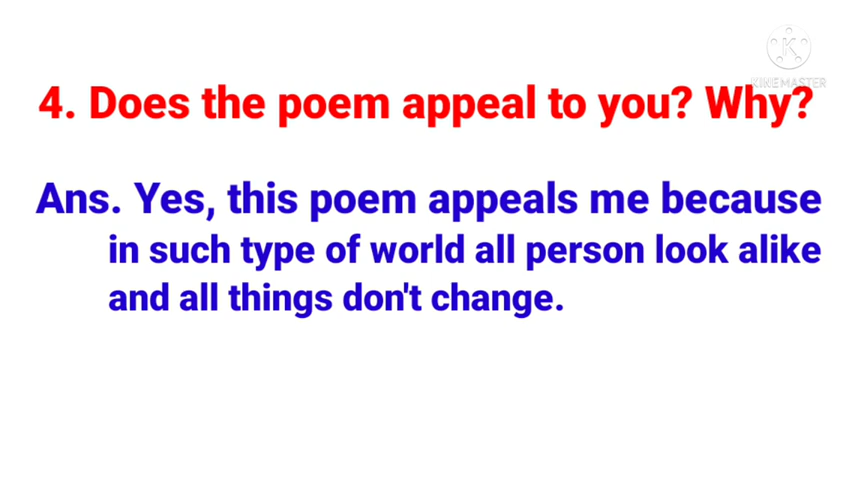 KINEMASTER
4. Does the poem appeal to you? Why?
Ans. Yes, this poem appeals me because
in such type of world all person look alike
and all things don't change.